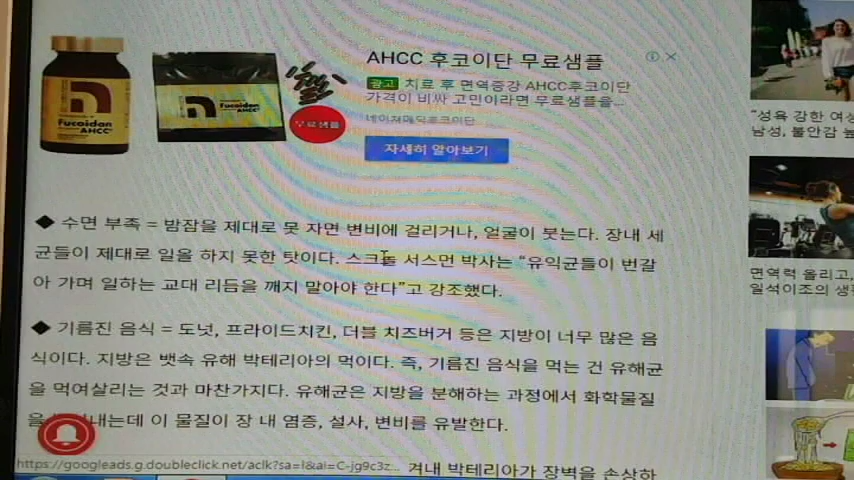 AHCC 후코이단 무료샘플
광고 치료 후 면역증강 AHCC후코이단
가격이 비싸 고민이라면 무료샘플을...
네이쳐메딕후코이단
자세히 알아보기
Fucoidan
AHCC
Fucoidan
AHCC
무료샘플
◆ 수면 부족 = 밤잠을 제대로 못 자면 변비에 걸리거나, 얼굴이 붓는다. 장내 세
균들이 제대로 일을 하지 못한 탓이다. 스크돌 서스먼 박사는 “유익균들이 번갈
아 가며 일하는 교대 리듬을 깨지 말아야 한다”고 강조했다.
◆ 기름진 음식 = 도넛, 프라이드치킨, 더블 치즈버거 등은 지방이 너무 많은 음
식이다. 지방은 뱃속 유해 박테리아의 먹이다. 즉, 기름진 음식을 먹는 건 유해균
을 먹여살리는 것과 마찬가지다. 유해균은 지방을 분해하는 과정에서 화학물질
을 내는데 이 물질이 장 내 염증, 설사, 변비를 유발한다.
겨내 박테리아가 장벽을 손상하
https://googleads.g.doubleclick.net/aclk?sa=l&ai=C-jg9c3z...
“성욕 강한 여성
남성, 불안감 높
면역력 올리고,
일석이조의 생